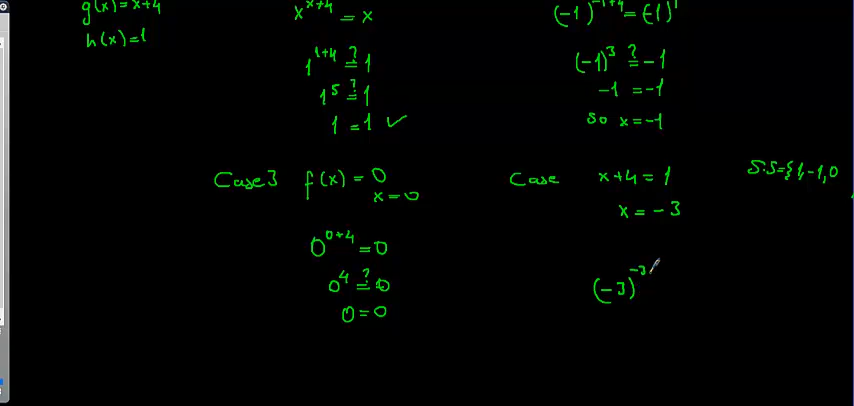 g(x)=x+4
h(x)=1
x^{x+4} = x
1^{1+4} ?= 1
1^5 ?= 1
1 = 1 ✓
(-1)^{-1+4} = (-1)^1
(-1)^3 ?= -1
-1 = -1
so x=-1
Case3 f(x) = 0
x=0
0^{0+4} = 0
0^4 ?= 0
0 = 0
Case x+4 = 1
x = -3
(-3)^{-3
S.S={1,-1,0